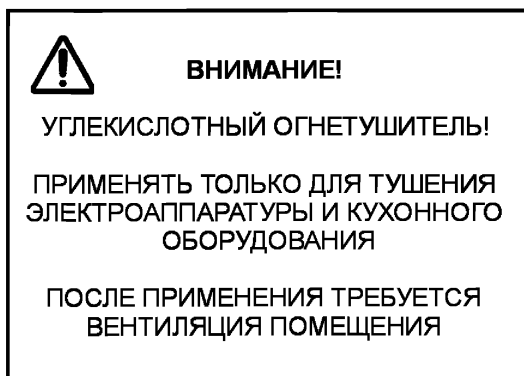 ВНИМАНИЕ!
УГЛЕКИСЛОТНЫЙ ОГНЕТУШИТЕЛЬ!
ПРИМЕНЯТЬ ТОЛЬКО ДЛЯ ТУШЕНИЯ
ЭЛЕКТРОАППАРАТУРЫ И КУХОННОГО
ОБОРУДОВАНИЯ
ПОСЛЕ ПРИМЕНЕНИЯ ТРЕБУЕТСЯ
ВЕНТИЛЯЦИЯ ПОМЕЩЕНИЯ